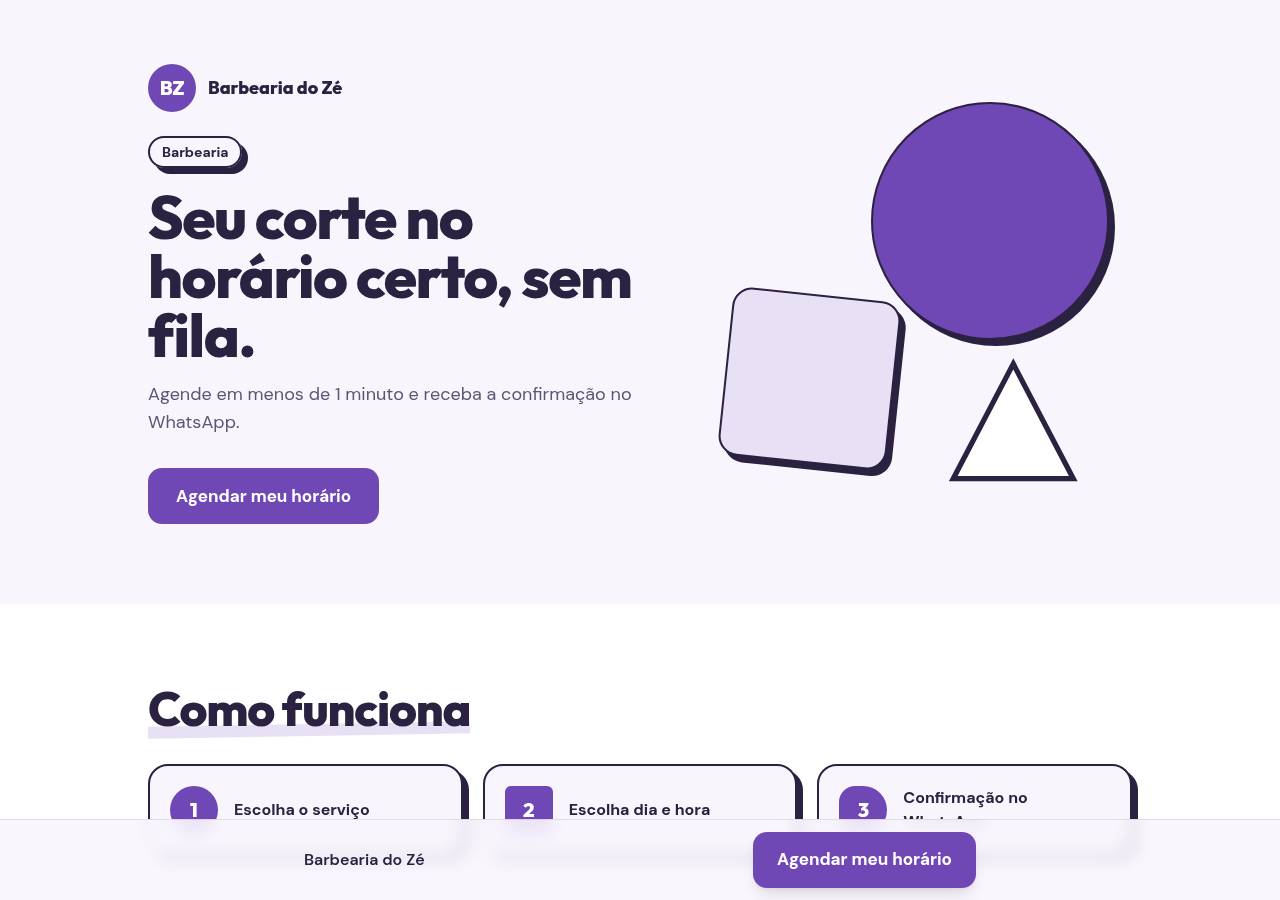 BZ
Barbearia do Zé
Barbearia
Seu corte no
horário certo, sem
fila.
Agende em menos de 1 minuto e receba a confirmação no
WhatsApp.
Agendar meu horário
Como funciona
1
Escolha o serviço
2
Escolha dia e hora
3
Confirmação no
Barbearia do Zé
Agendar meu horário